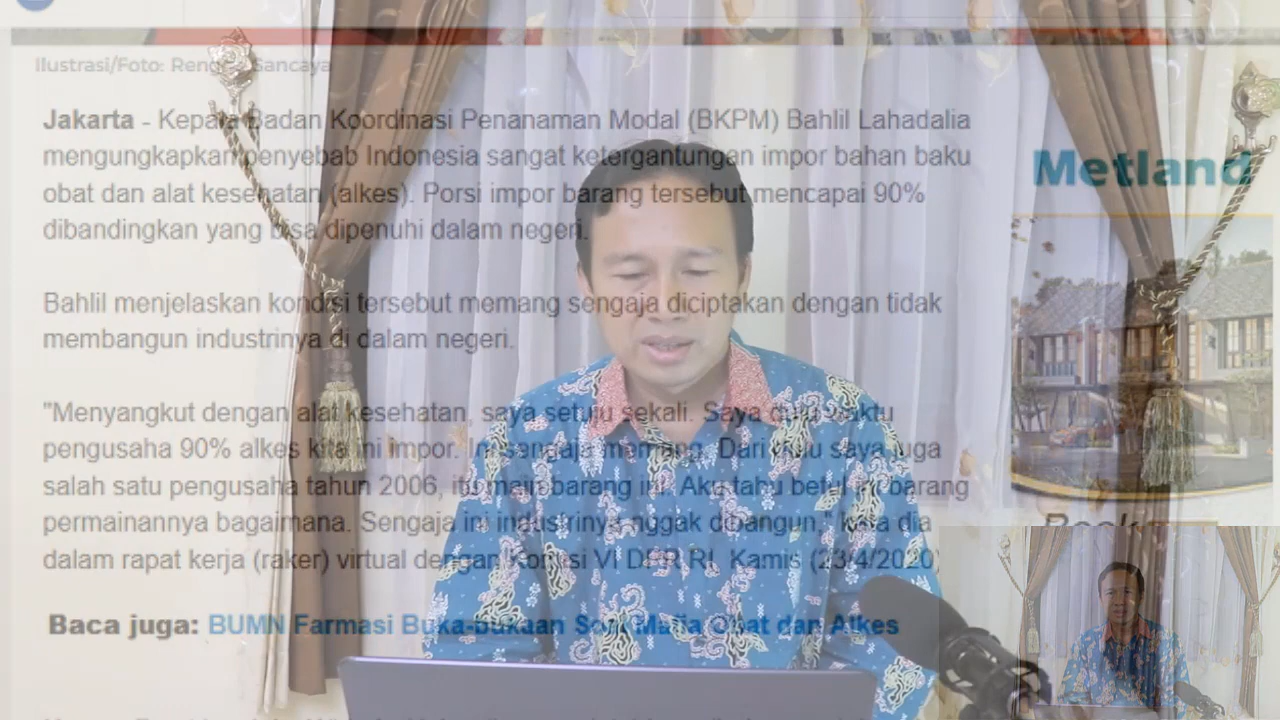 Ilustrasi/Foto: Rengga Sancaya
Jakarta - Kepala Badan Koordinasi Penanaman Modal (BKPM) Bahlil Lahadalia
mengungkapkan penyebab Indonesia sangat ketergantungan impor bahan baku
obat dan alat kesehatan (alkes). Porsi impor barang tersebut mencapai 90%
dibandingkan yang bisa dipenuhi dalam negeri.
Metland
Bahlil menjelaskan kondisi tersebut memang sengaja diciptakan dengan tidak
membangun industrinya di dalam negeri.
"Menyangkut dengan alat kesehatan, saya setuju sekali. Saya dulu waktu
pengusaha 90% alkes kita ini impor. Ini sengaja memang. Dari dulu saya juga
salah satu pengusaha tahun 2006, itu main barang ini. Aku tahu betul barang
permainannya bagaimana. Sengaja ini industrinya nggak dibangun," kata dia
dalam rapat kerja (raker) virtual dengan Komisi VI DPR RI, Kamis (23/4/2020)
Baca juga: BUMN Farmasi Buka-bukaan Soal Mafia Obat dan Alkes